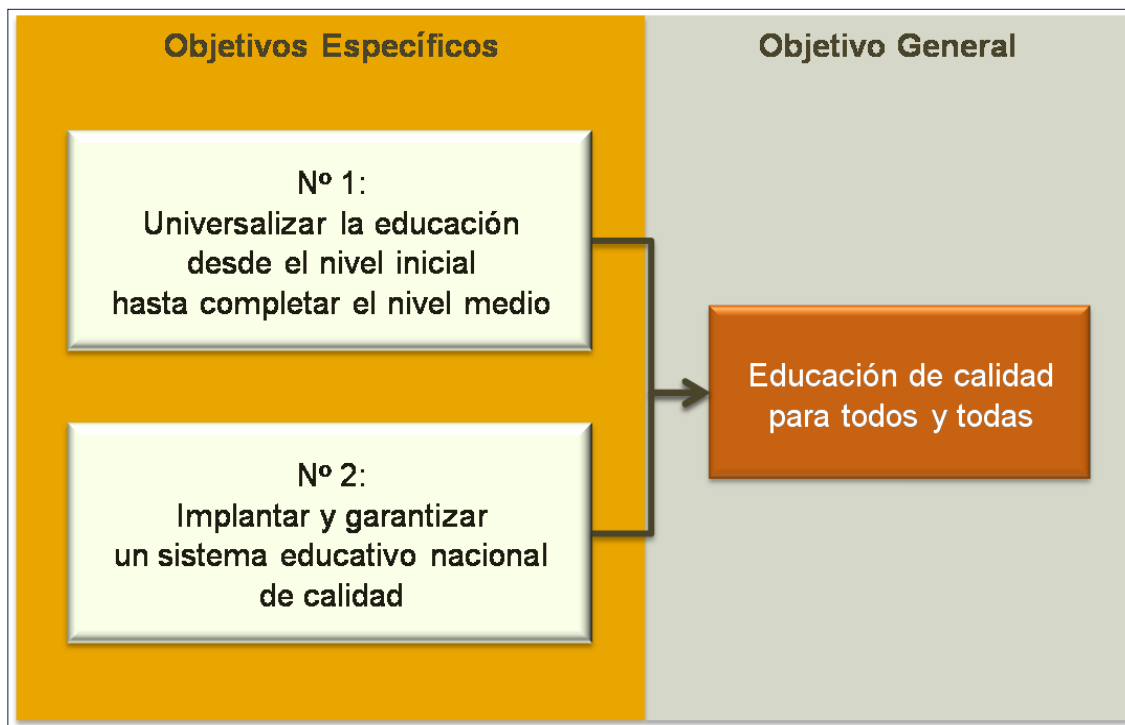 Objetivos Específicos
Objetivo General
Nº 1:
Universalizar la educación
desde el nivel inicial
hasta completar el nivel medio
Nº 2:
Implantar y garantizar
un sistema educativo nacional
de calidad
Educación de calidad
para todos y todas